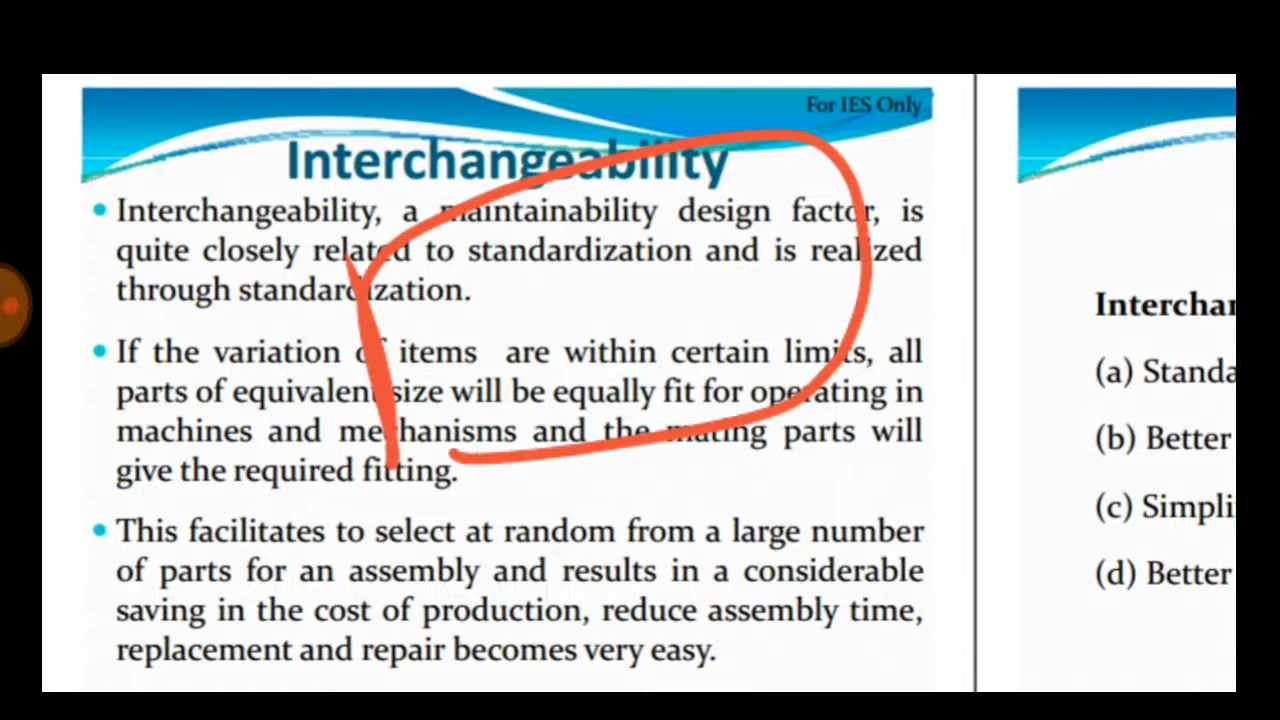 For IES Only
Interchangeability
• Interchangeability, a maintainability design factor, is
quite closely related to standardization and is realized
through standardization.
• If the variation of items are within certain limits, all
parts of equivalent size will be equally fit for operating in
machines and mechanisms and the mating parts will
give the required fitting.
• This facilitates to select at random from a large number
of parts for an assembly and results in a considerable
saving in the cost of production, reduce assembly time,
replacement and repair becomes very easy.
(a)
(b) Better
(c)
(d) Better